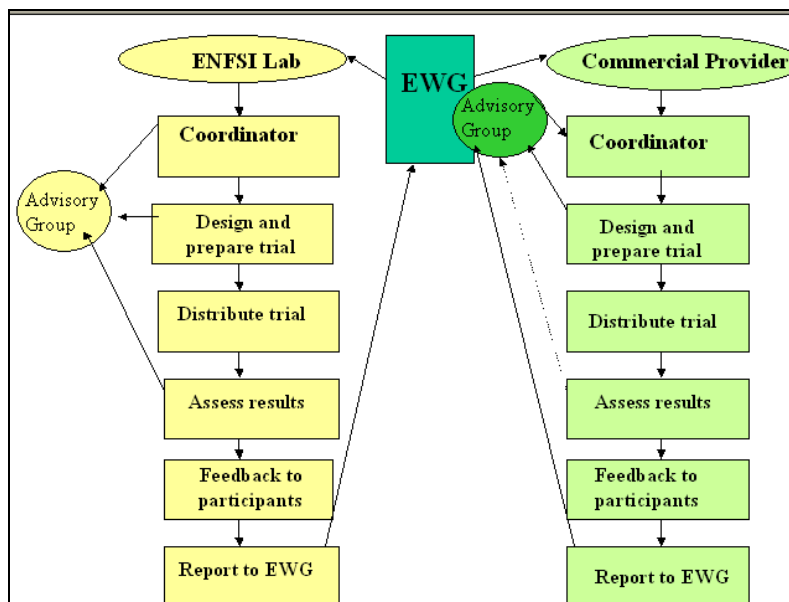 ENFSI Lab
EWG
Commercial Provider
Advisory
Group
Coordinator
Coordinator
Advisory
Group
Design and
prepare trial
Design and
prepare trial
Distribute trial
Distribute trial
Assess results
Assess results
Feedback to
participants
Feedback to
participants
Report to EWG
Report to EWG